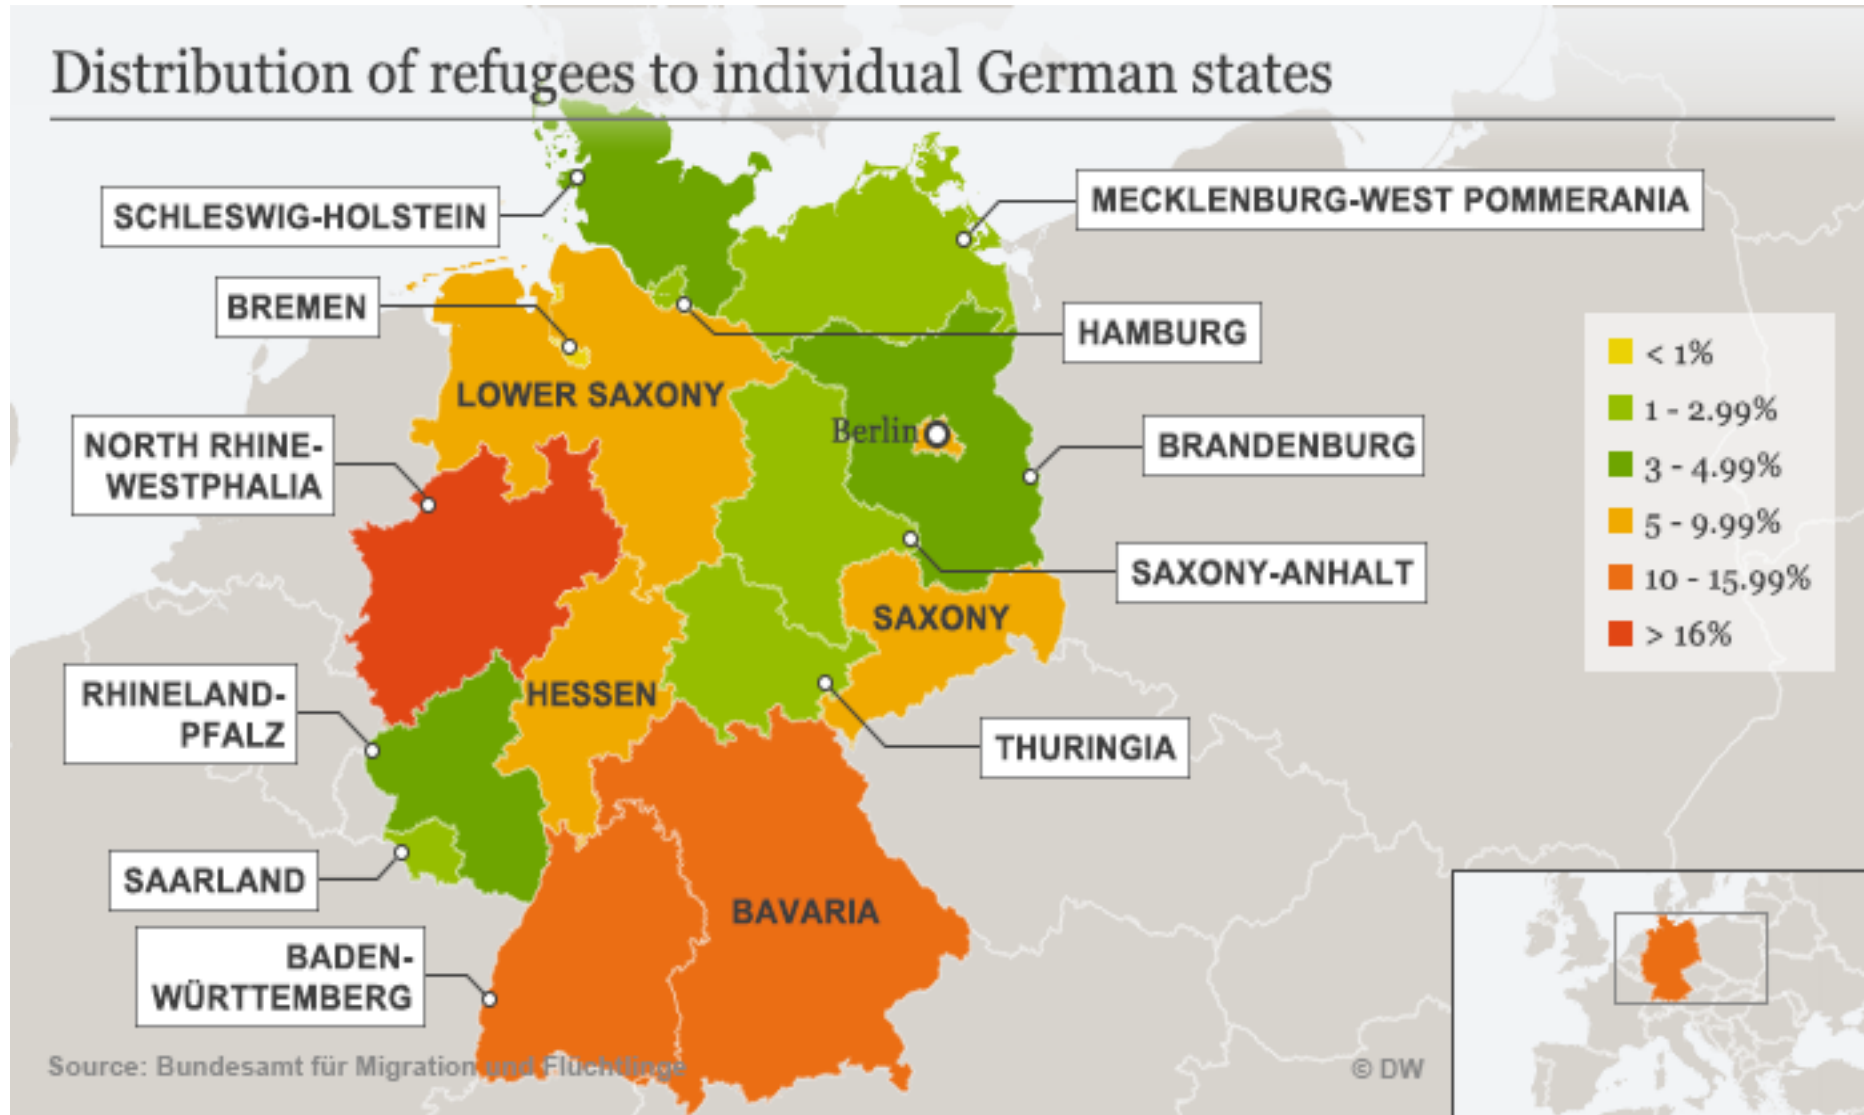 Distribution of refugees to individual German states
SCHLESWIG-HOLSTEIN
MECKLENBURG-WEST POMMERANIA
BREMEN
HAMBURG
LOWER SAXONY
NORTH RHINE-
WESTPHALIA
Berlin
BRANDENBURG
SAXONY-ANHALT
SAXONY
RHINELAND-
PFALZ
HESSEN
THURINGIA
SAARLAND
BAVARIA
BADEN-
WÜRTTEMBERG
< 1%
1 - 2.99%
3 - 4.99%
5 - 9.99%
10 - 15.99%
> 16%
Source: Bundesamt für Migration und Flüchtlinge
© DW